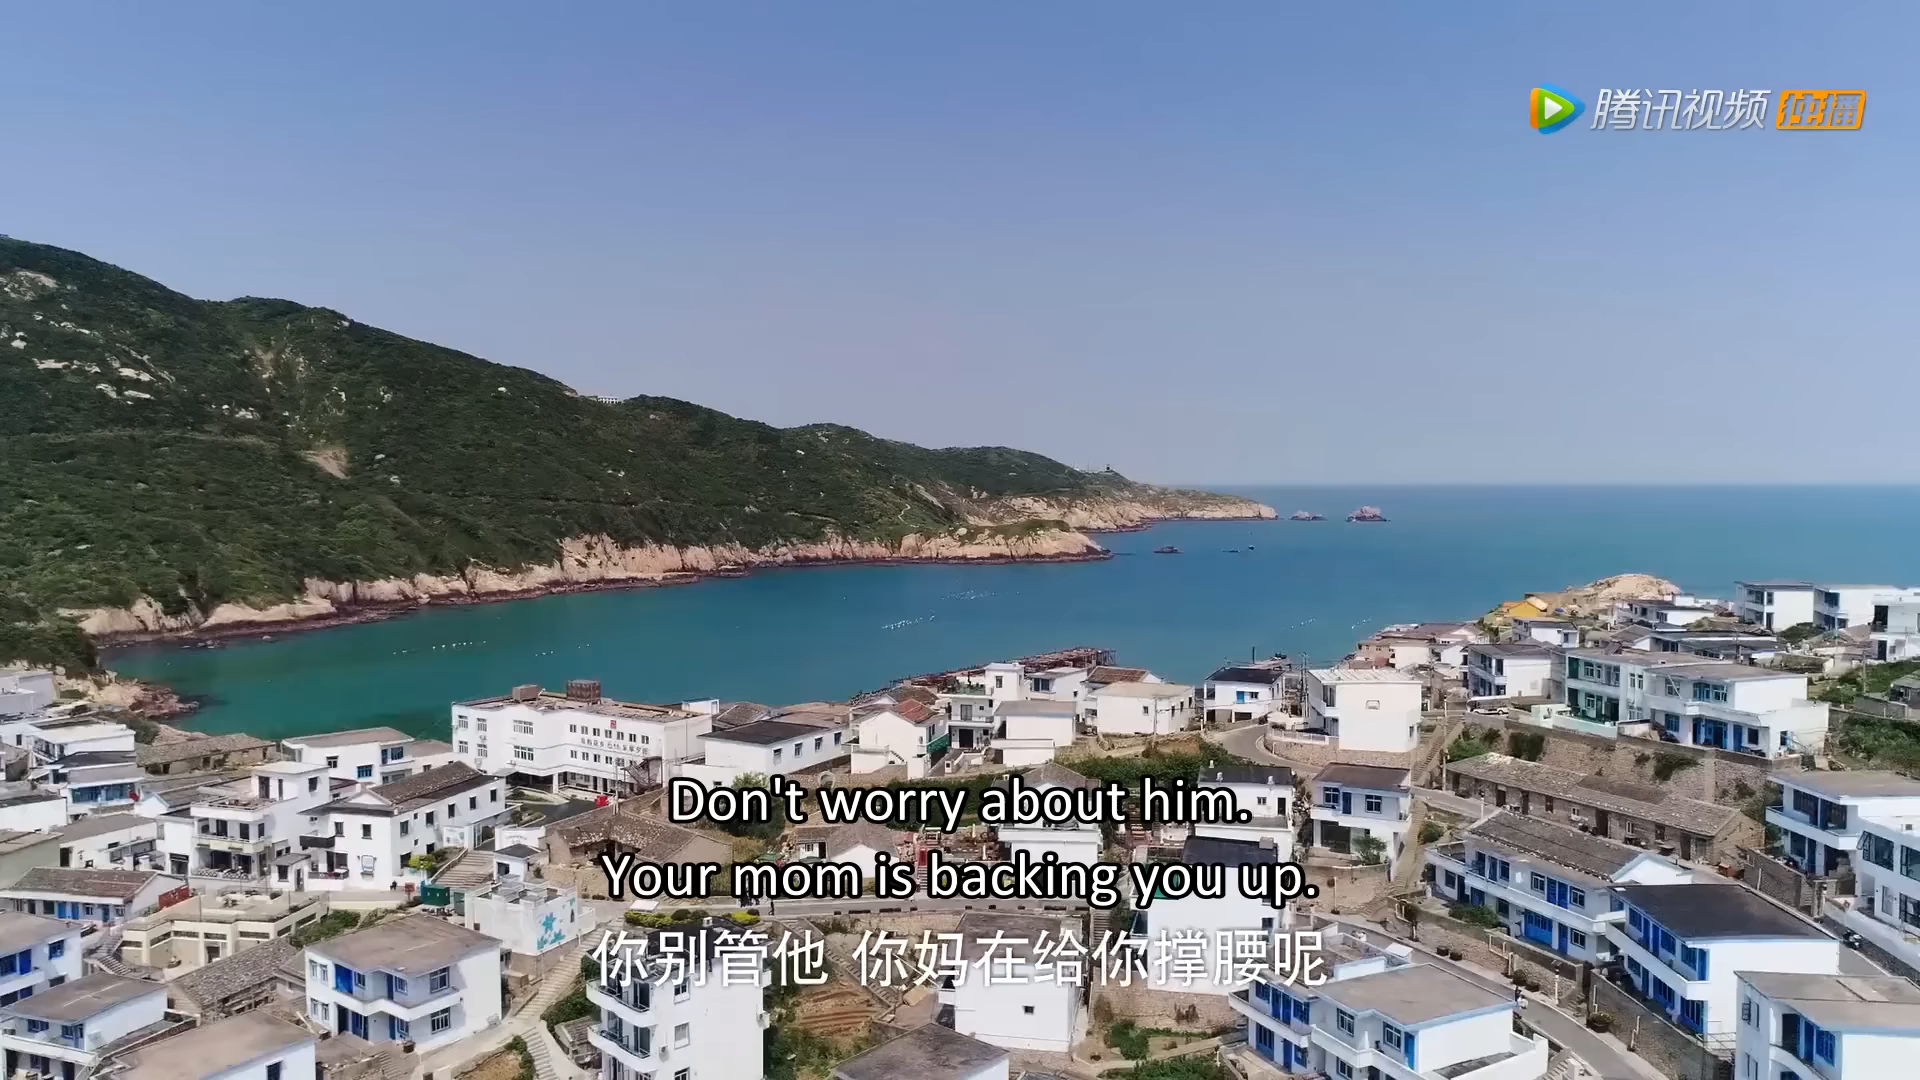 腾讯视频 独播
Don't worry about him.
Your mom is backing you up.
你别管他 你妈在给你撑腰呢